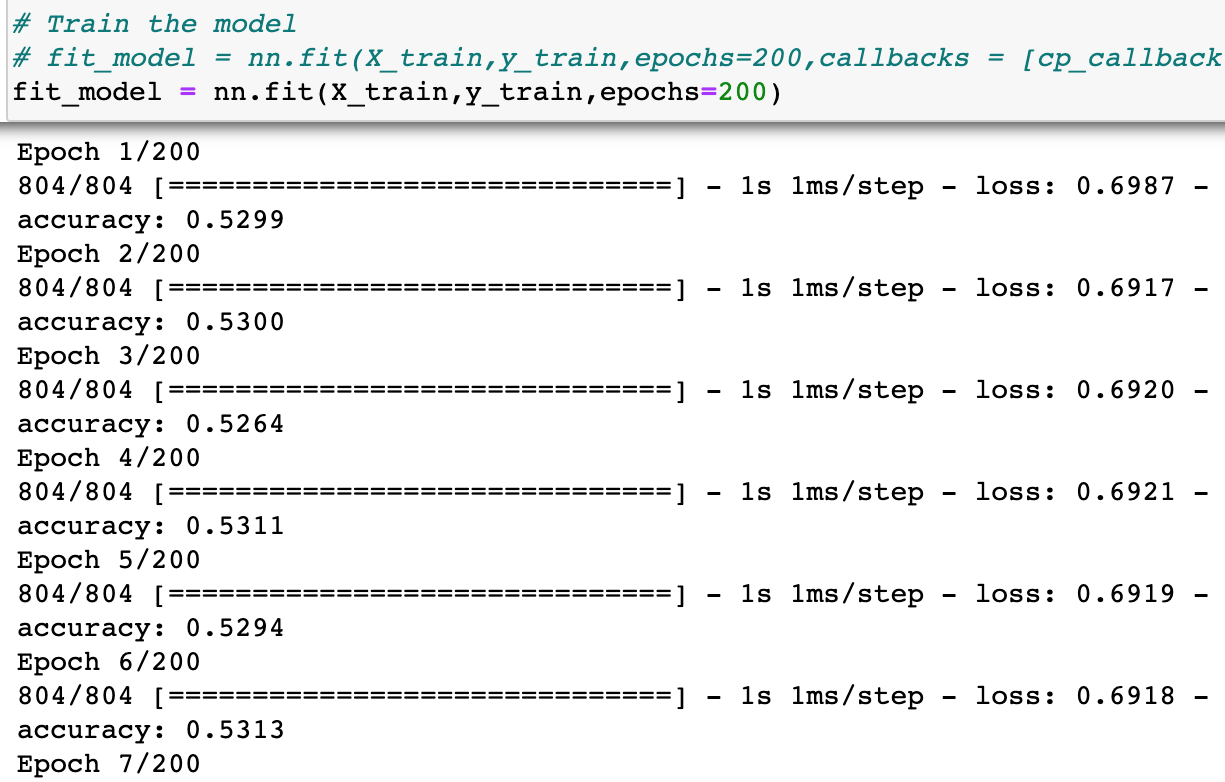 # Train the model
# fit_model = nn.fit(X_train,y_train,epochs=200,callbacks = [cp_callback
fit_model = nn.fit(X_train,y_train,epochs=200)
Epoch 1/200
804/804 [==============================] - 1s 1ms/step - loss: 0.6987 -
accuracy: 0.5299
Epoch 2/200
804/804 [==============================] - 1s 1ms/step - loss: 0.6917 -
accuracy: 0.5300
Epoch 3/200
804/804 [==============================] - 1s 1ms/step - loss: 0.6920 -
accuracy: 0.5264
Epoch 4/200
804/804 [==============================] - 1s 1ms/step - loss: 0.6921 -
accuracy: 0.5311
Epoch 5/200
804/804 [==============================] - 1s 1ms/step - loss: 0.6919 -
accuracy: 0.5294
Epoch 6/200
804/804 [==============================] - 1s 1ms/step - loss: 0.6918 -
accuracy: 0.5313
Epoch 7/200